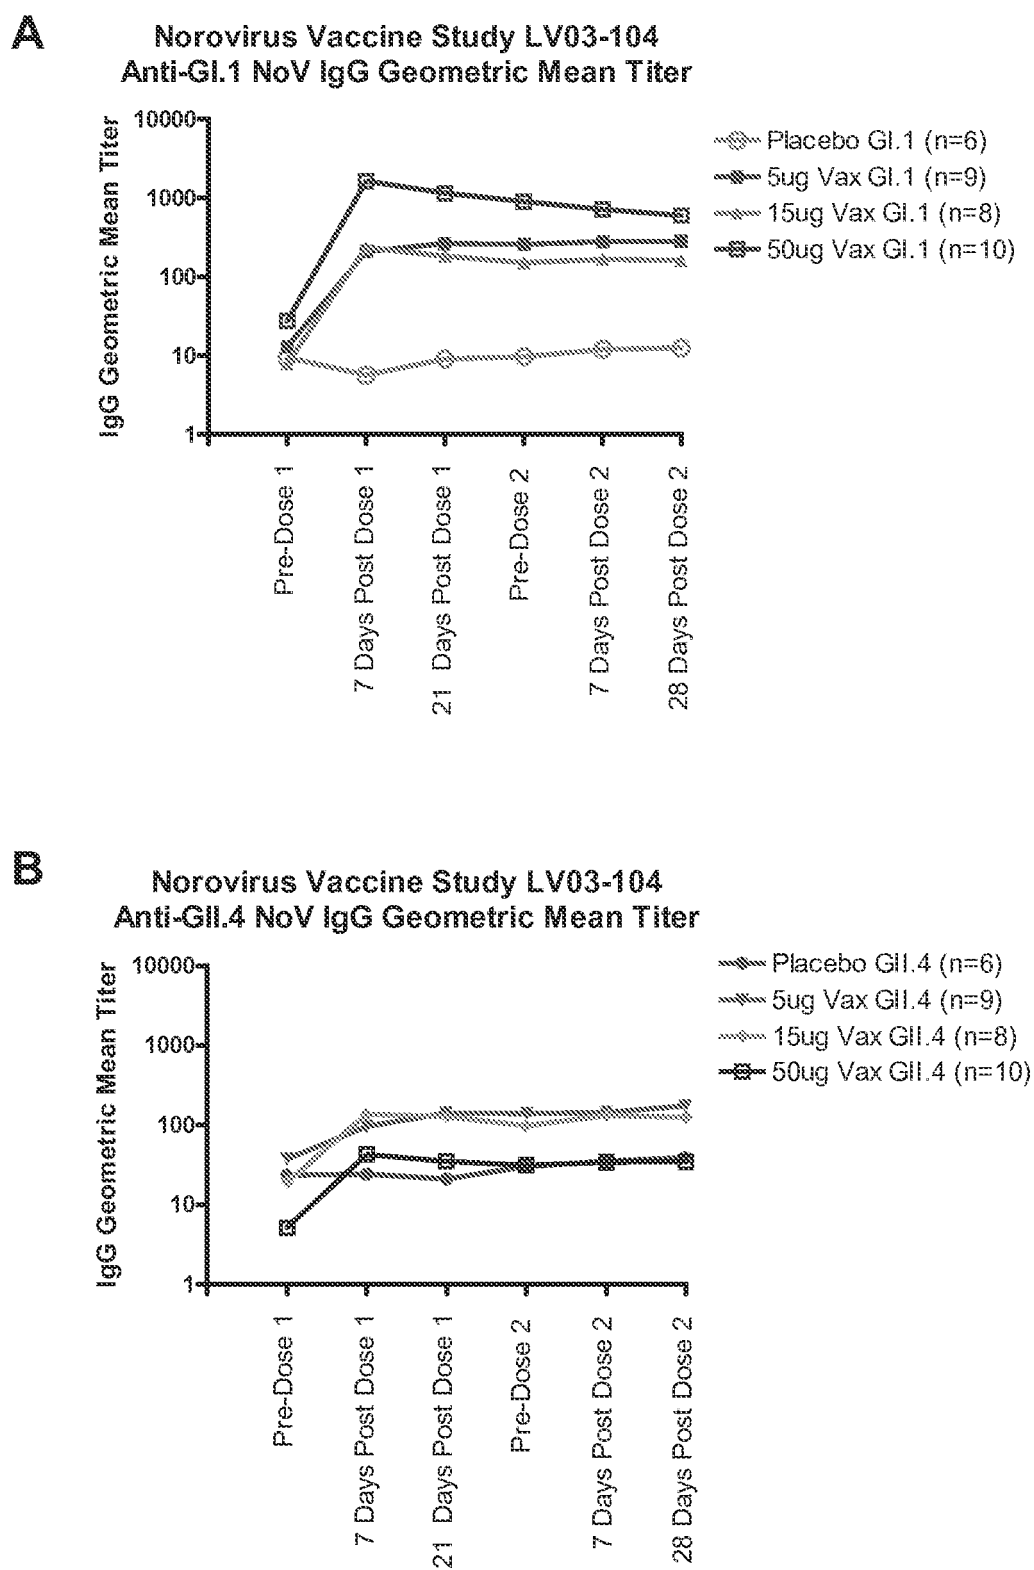 A
Norovirus Vaccine Study LV03-104
Anti-GI.1 NoV IgG Geometric Mean Titer
IgG Geometric Mean Titer
10000
1000
100
10
1
Placebo GI.1 (n=6)
5ug Vax GI.1 (n=9)
15ug Vax GI.1 (n=8)
50ug Vax GI.1 (n=10)
Pre-Dose 1
7 Days Post Dose 1
21 Days Post Dose 1
Pre-Dose 2
7 Days Post Dose 2
28 Days Post Dose 2
B
Norovirus Vaccine Study LV03-104
Anti-GII.4 NoV IgG Geometric Mean Titer
IgG Geometric Mean Titer
10000
1000
100
10
1
Placebo GII.4 (n=6)
5ug Vax GII.4 (n=9)
15ug Vax GII.4 (n=8)
50ug Vax GII.4 (n=10)
Pre-Dose 1
7 Days Post Dose 1
21 Days Post Dose 1
Pre-Dose 2
7 Days Post Dose 2
28 Days Post Dose 2